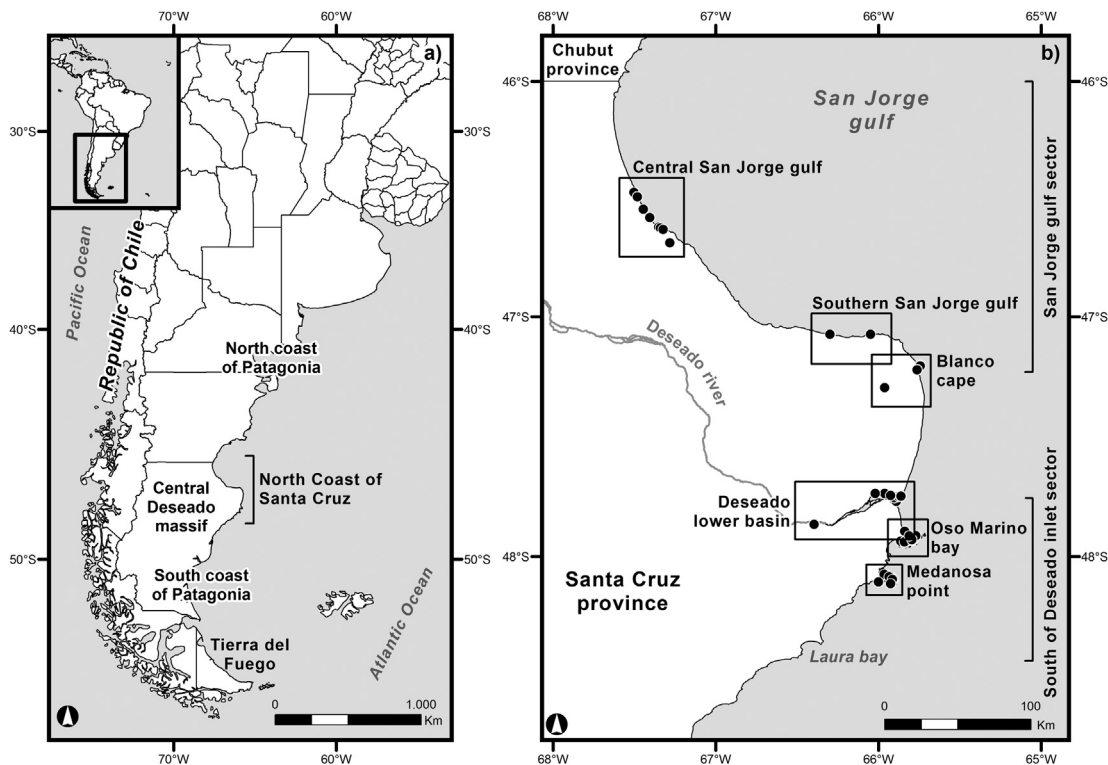 70°W
60°W
a)
30°S
30°S
Pacific Ocean
Republic of Chile
40°S
40°S
North coast
of Patagonia
North Coast of
Santa Cruz
Central
Deseado
massif
50°S
50°S
South coast
of Patagonia
Tierra del
Fuego
Atlantic Ocean
0
1.000
Km
70°W
60°W
68°W
67°W
66°W
65°W
b)
Chubut
province
46°S
46°S
San Jorge
gulf
Central San Jorge gulf
San Jorge gulf sector
47°S
47°S
Southern San Jorge gulf
Deseado river
Blanco
cape
Deseado
lower basin
Oso Marino
bay
48°S
48°S
Medanosa
point
Santa Cruz
province
South of Deseado inlet sector
Laura bay
0
100
Km
68°W
67°W
66°W
65°W